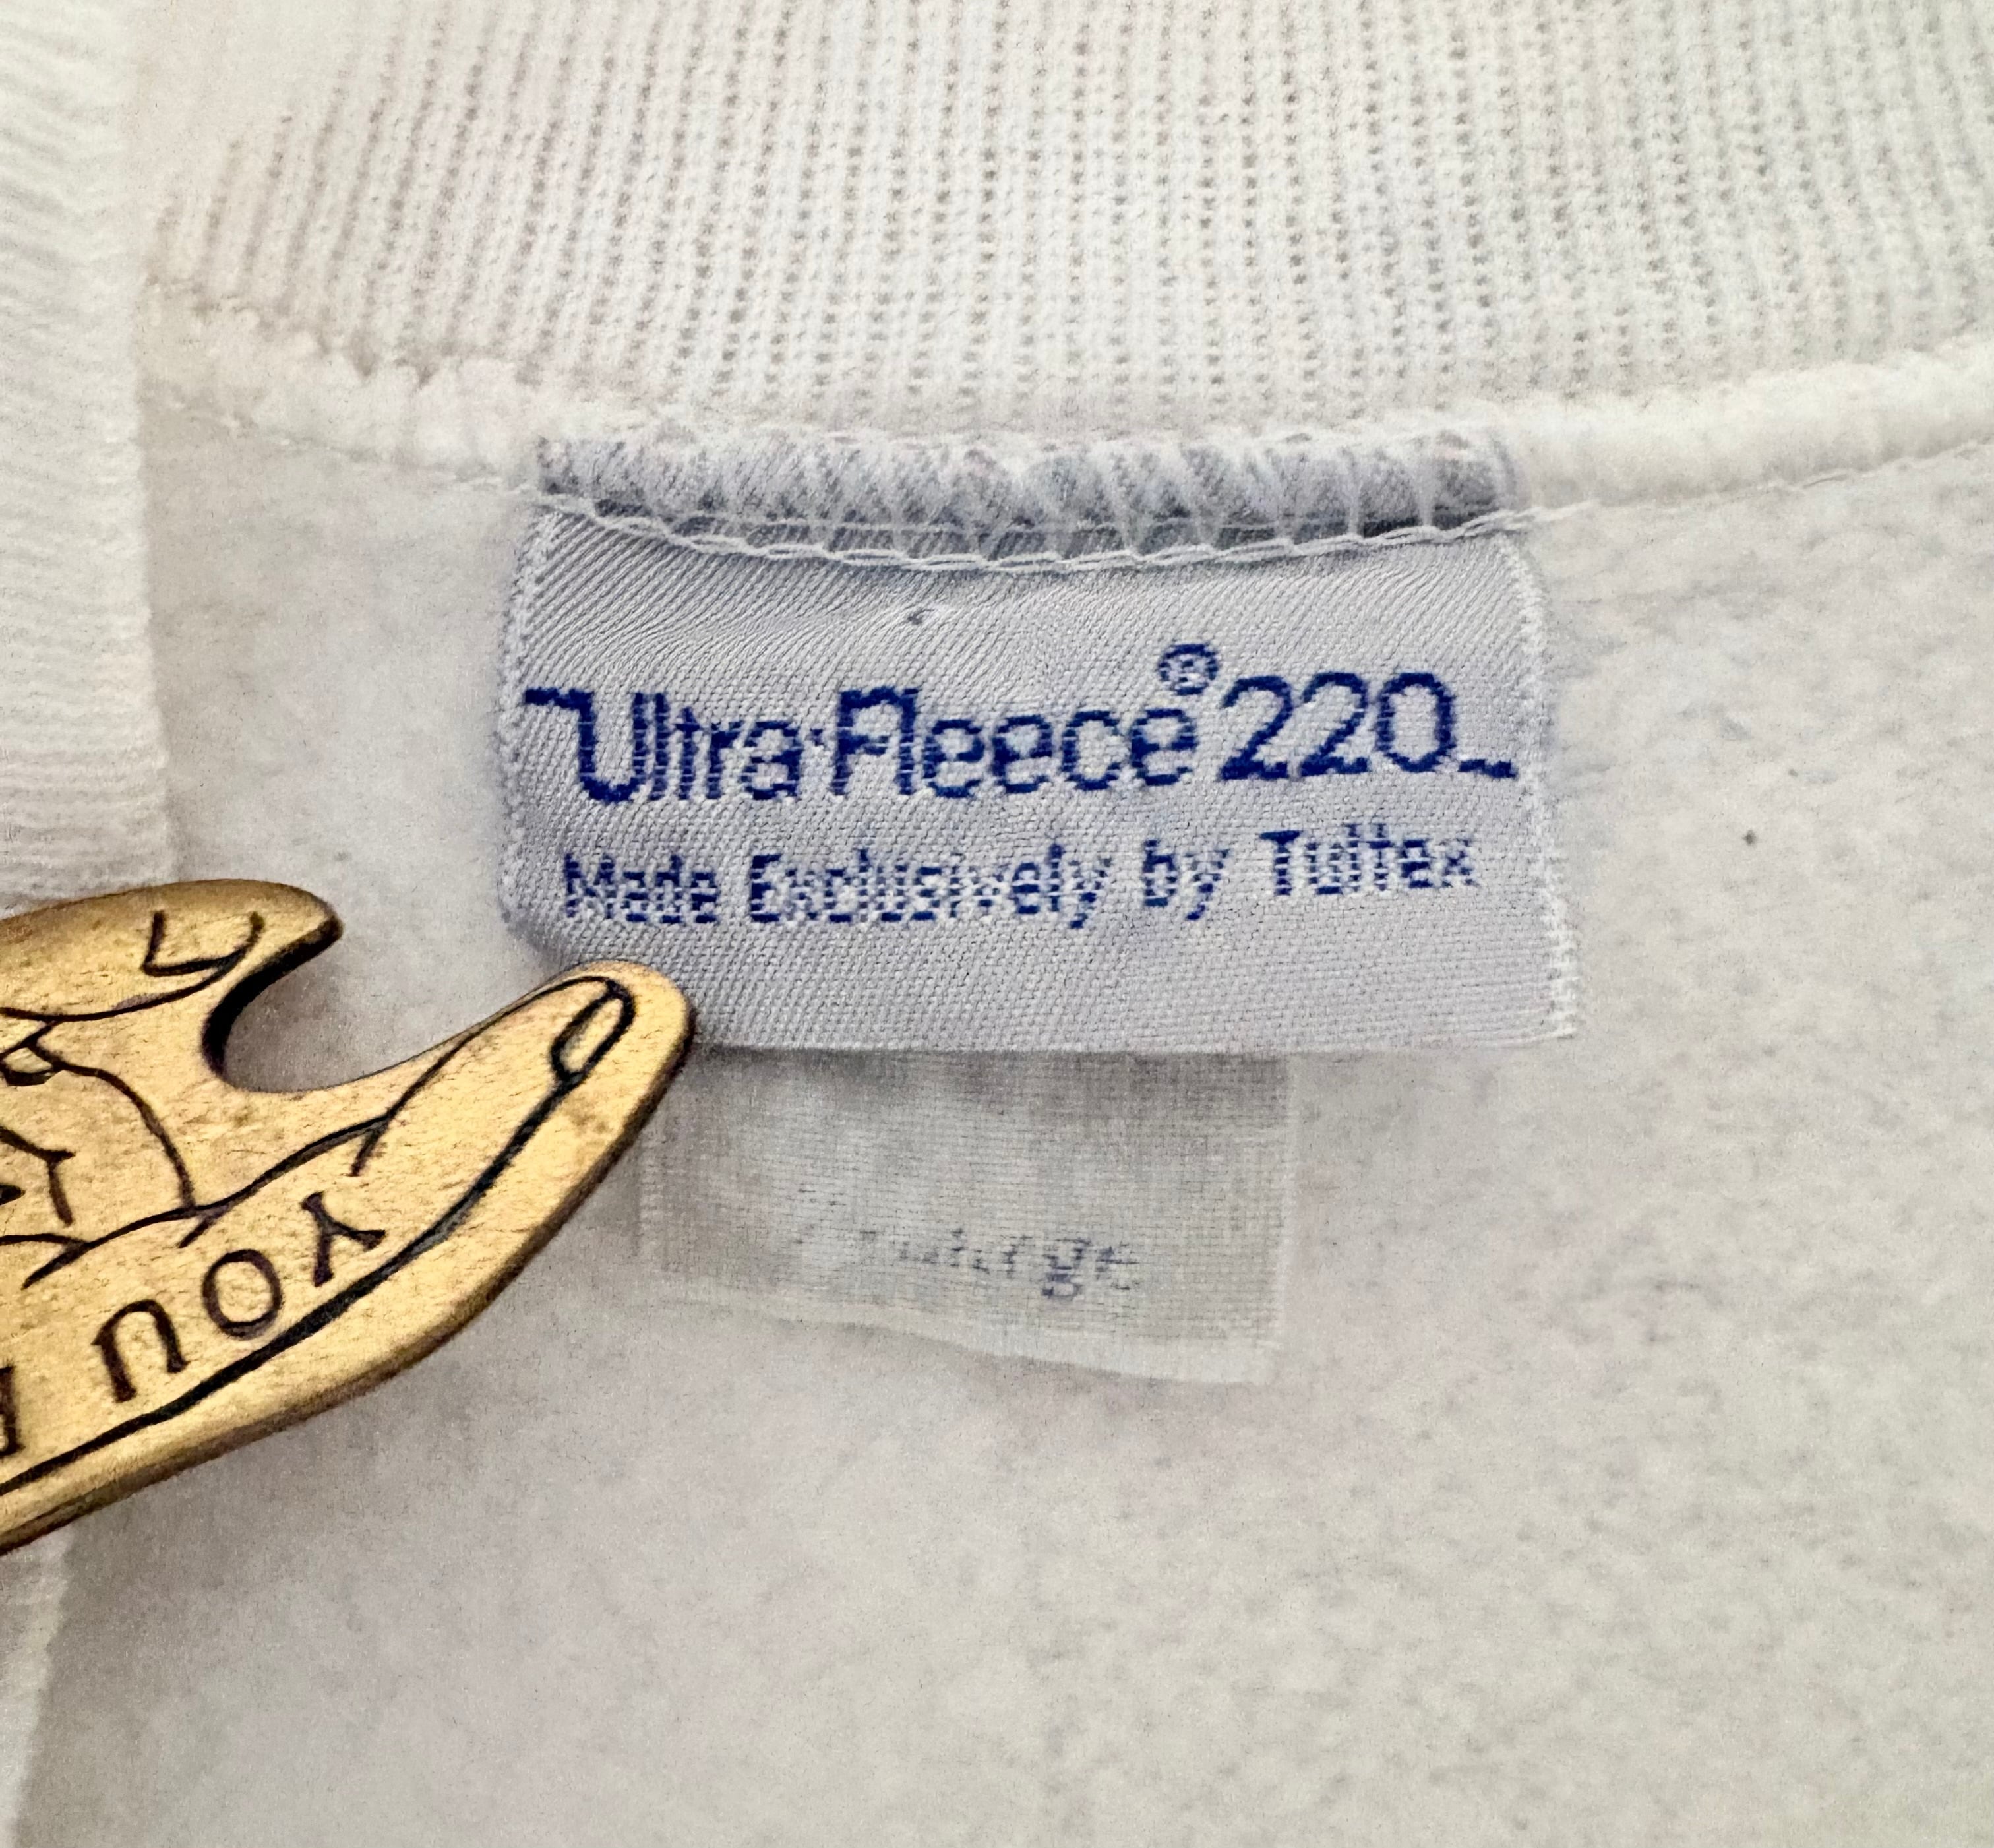 Ultra·Fleece® 220
Made Exclusively by Tultex
YOU